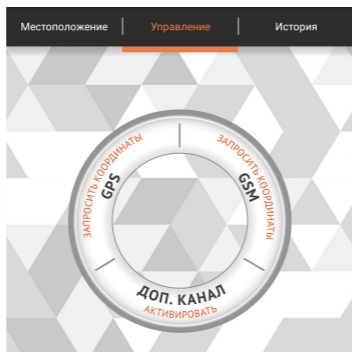 Местоположение
Управление
История
ЗАПРОСИТЬ КООРДИНАТЫ
GPS
ЗАПРОСИТЬ КООРДИНАТЫ
GSM
ДОП. КАНАЛ
АКТИВИРОВАТЬ